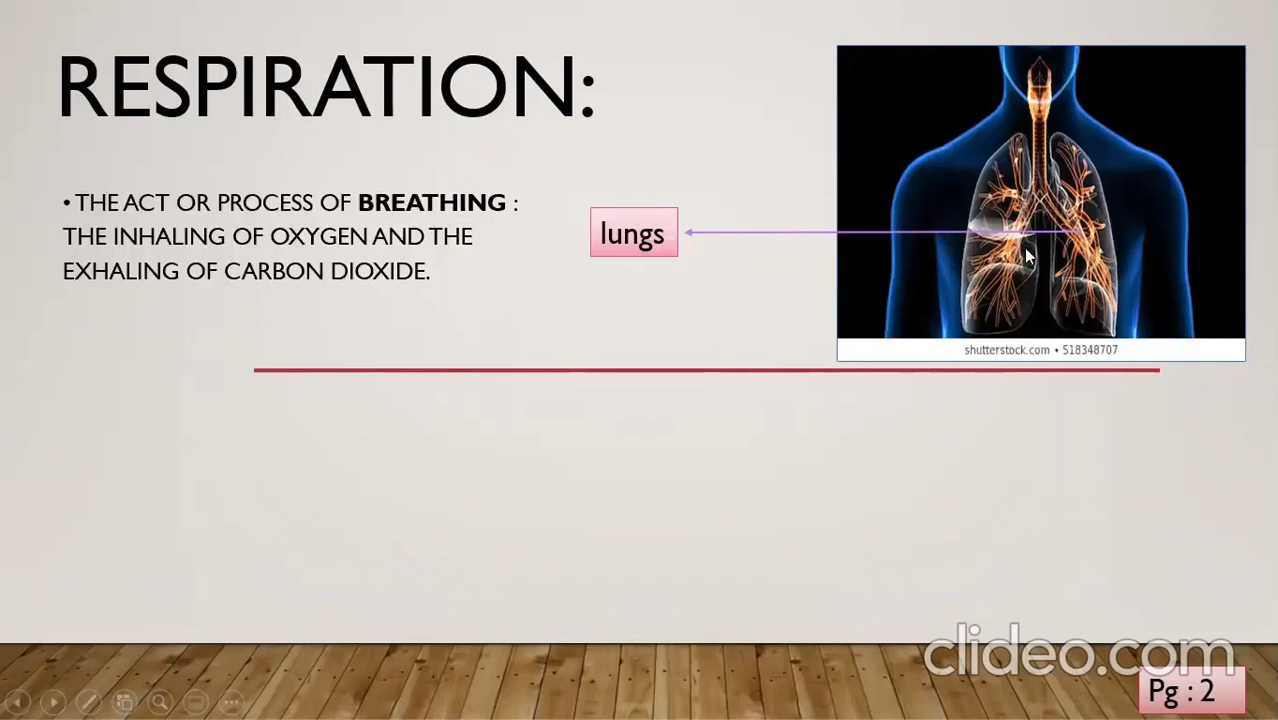 RESPIRATION:
• THE ACT OR PROCESS OF BREATHING :
THE INHALING OF OXYGEN AND THE
EXHALING OF CARBON DIOXIDE.
lungs
shutterstock.com • 518348707
clideo.com
Pg : 2